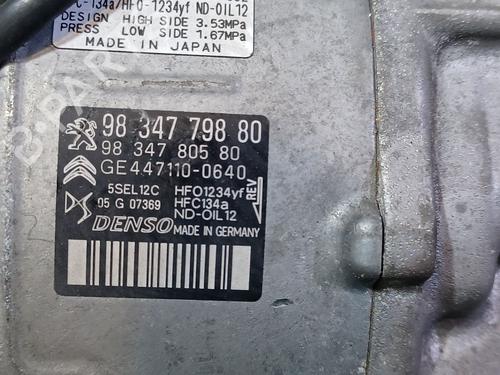 C-134a/HFO-1234yf ND-OIL12
DESIGN HIGH SIDE 3.53MPa
PRESS LOW SIDE 1.67MPa
MADE IN JAPAN
98 347 798 80
98 347 805 80
GE447110-0640
5SEL12C HFO1234yf
05 G 07369 HFC134a
ND-OIL12
REV
DENSO MADE IN GERMANY
B-PARTS